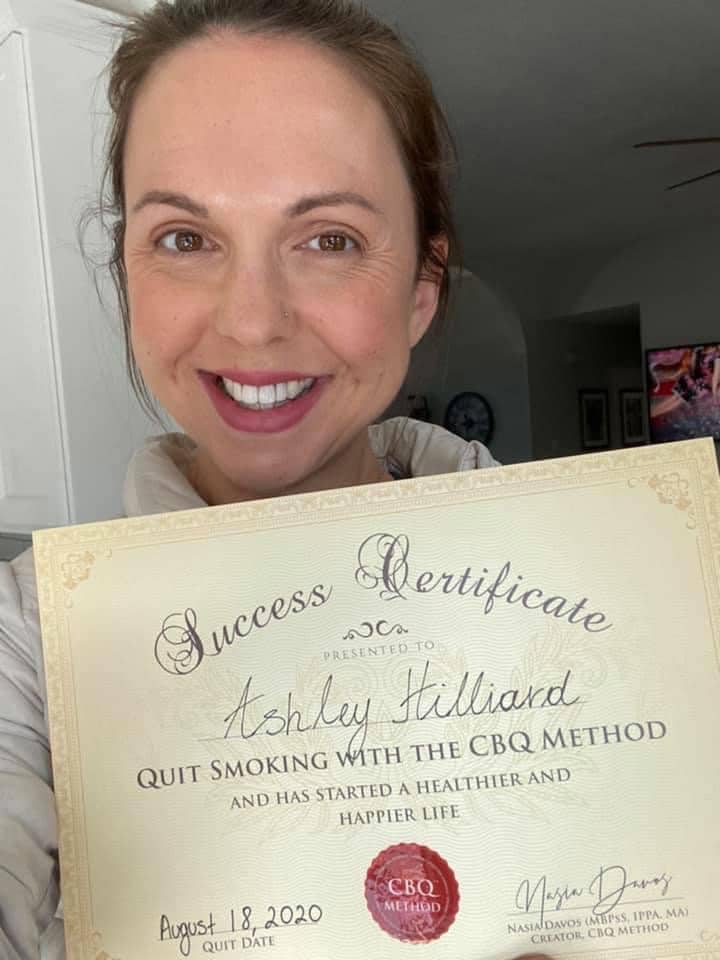 Success Certificate
PRESENTED TO
Ashley Hilliard
QUIT SMOKING WITH THE CBQ METHOD
AND HAS STARTED A HEALTHIER AND
HAPPIER LIFE
August 18, 2020
QUIT DATE
CBQ
METHOD
Nasia Davos
NASIA DAVOS (MBPSS, IPPA, MA)
CREATOR, CBQ METHOD